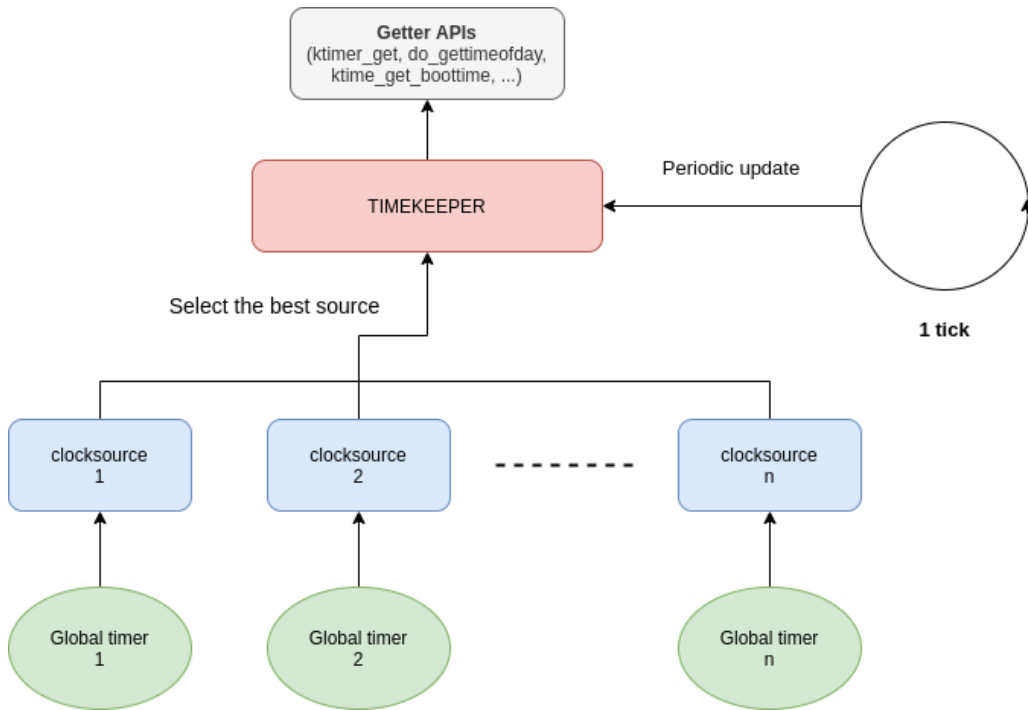 Getter APIs
(ktimer_get, do_gettimeofday,
ktime_get_boottime, ...)
Periodic update
TIMEKEEPER
Select the best source
1 tick
clocksource
1
clocksource
2
clocksource
n
Global timer
1
Global timer
2
Global timer
n